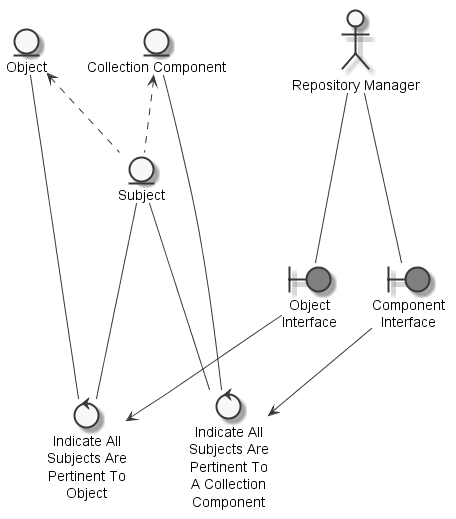 Object
Collection Component
Repository Manager
Subject
Object
Interface
Component
Interface
Indicate All
Subjects Are
Pertinent To
Object
Indicate All
Subjects Are
Pertinent To
A Collection
Component